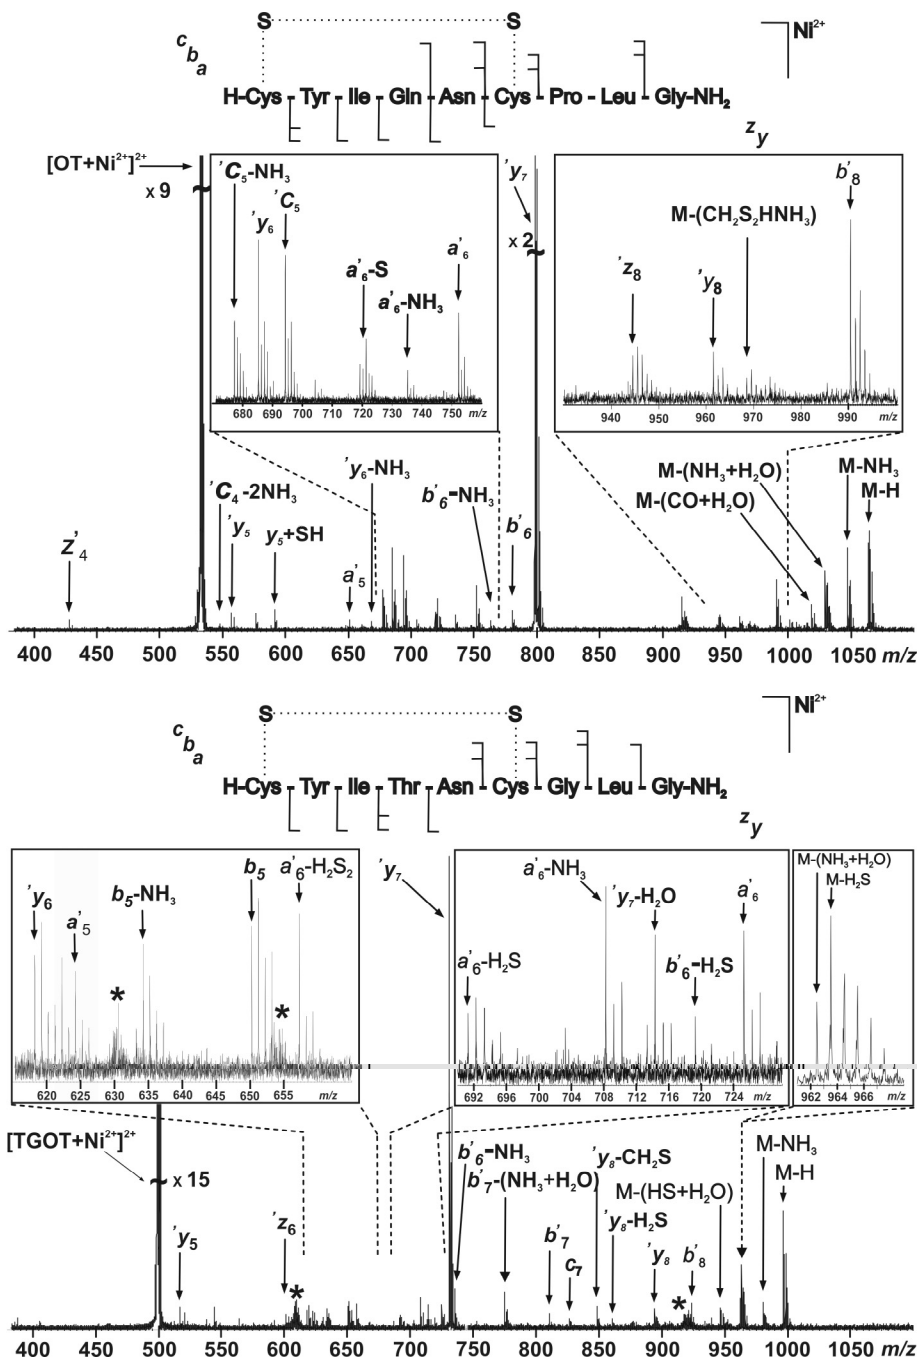 S S
Ni²⁺
c
b
a
H-Cys - Tyr - Ile - Gln - Asn - Cys - Pro - Leu - Gly-NH₂
z
y
[OT+Ni²⁺]²⁺
x 9
'C₅-NH₃
'y₆
'C₅
a'₆-S
a'₆-NH₃
a'₆
680 690 700 710 720 730 740 750 m/z
'y₇
x 2
M-(CH₂S₂HNH₃)
b'₈
'z₈
'y₈
940 950 960 970 980 990 m/z
Z'₄
'C₄-2NH₃
'y₅
y₅+SH
a'₅
'y₆-NH₃
b'₆-NH₃
b'₆
M-(NH₃+H₂O)
M-(CO+H₂O)
M-NH₃
M-H
400 450 500 550 600 650 700 750 800 850 900 950 1000 1050 m/z
S S
Ni²⁺
c
b
a
H-Cys - Tyr - Ile - Thr - Asn - Cys - Gly - Leu - Gly-NH₂
z
y
'y₆
a'₅
b₅-NH₃
b₅
a'₆-H₂S₂
*
*
620 625 630 635 640 645 650 655 m/z
'y₇
a'₆-H₂S
a'₆-NH₃
'y₇-H₂O
b'₆-H₂S
a'₆
692 696 700 704 708 712 716 720 724 m/z
M-(NH₃+H₂O)
M-H₂S
962 964 966 m/z
[TGOT+Ni²⁺]²⁺
x 15
'y₅
'z₆
*
b'₆-NH₃
b'₇-(NH₃+H₂O)
b'₇
c₇
'y₈-CH₂S
'y₈-H₂S
M-(HS+H₂O)
'y₈
*
b'₈
M-NH₃
M-H
400 450 500 550 600 650 700 750 800 850 900 950 1000 1050 m/z